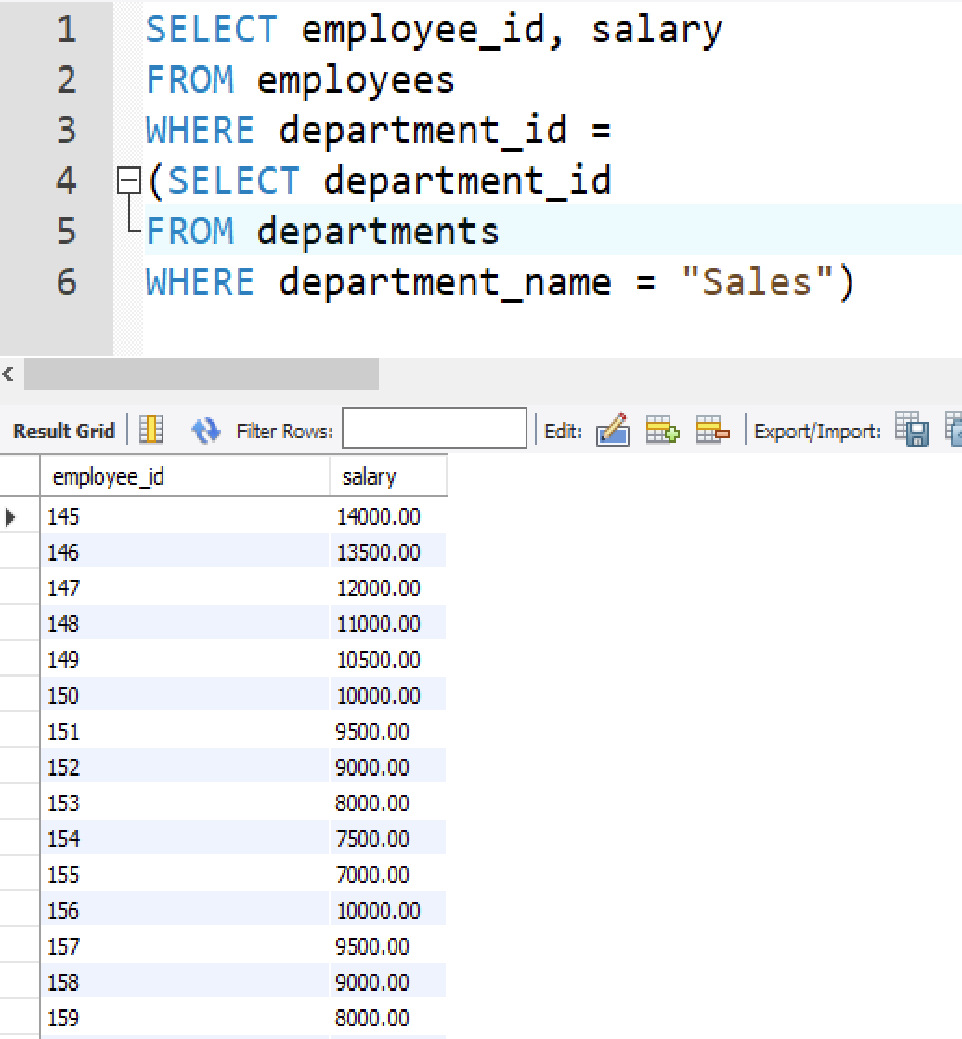 1 SELECT employee_id, salary
2 FROM employees
3 WHERE department_id =
4 (SELECT department_id
5 FROM departments
6 WHERE department_name = "Sales")
Result Grid Filter Rows: Edit: Export/Import:
employee_id salary
145 14000.00
146 13500.00
147 12000.00
148 11000.00
149 10500.00
150 10000.00
151 9500.00
152 9000.00
153 8000.00
154 7500.00
155 7000.00
156 10000.00
157 9500.00
158 9000.00
159 8000.00